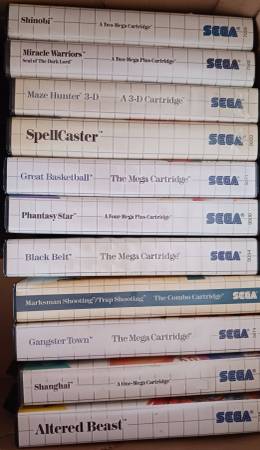 Shinobi™ A Two-Mega Cartridge™ SEGA®
Miracle Warriors™ A Two-Mega Plus Cartridge™ SEGA®
Seal of The Dark Lord™
Maze Hunter 3-D™ A 3-D Cartridge™ SEGA®
SpellCaster™ SEGA®
Great Basketball™ The Mega Cartridge™ SEGA®
Phantasy Star™ A Four-Mega Plus Cartridge™ SEGA®
Black Belt™ The Mega Cartridge™ SEGA®
Marksman Shooting™/Trap Shooting™ The Combo Cartridge™ SEGA®
Gangster Town™ The Mega Cartridge™ SEGA®
Shanghai™ A One-Mega Cartridge™ SEGA®
Altered Beast™ SEGA®